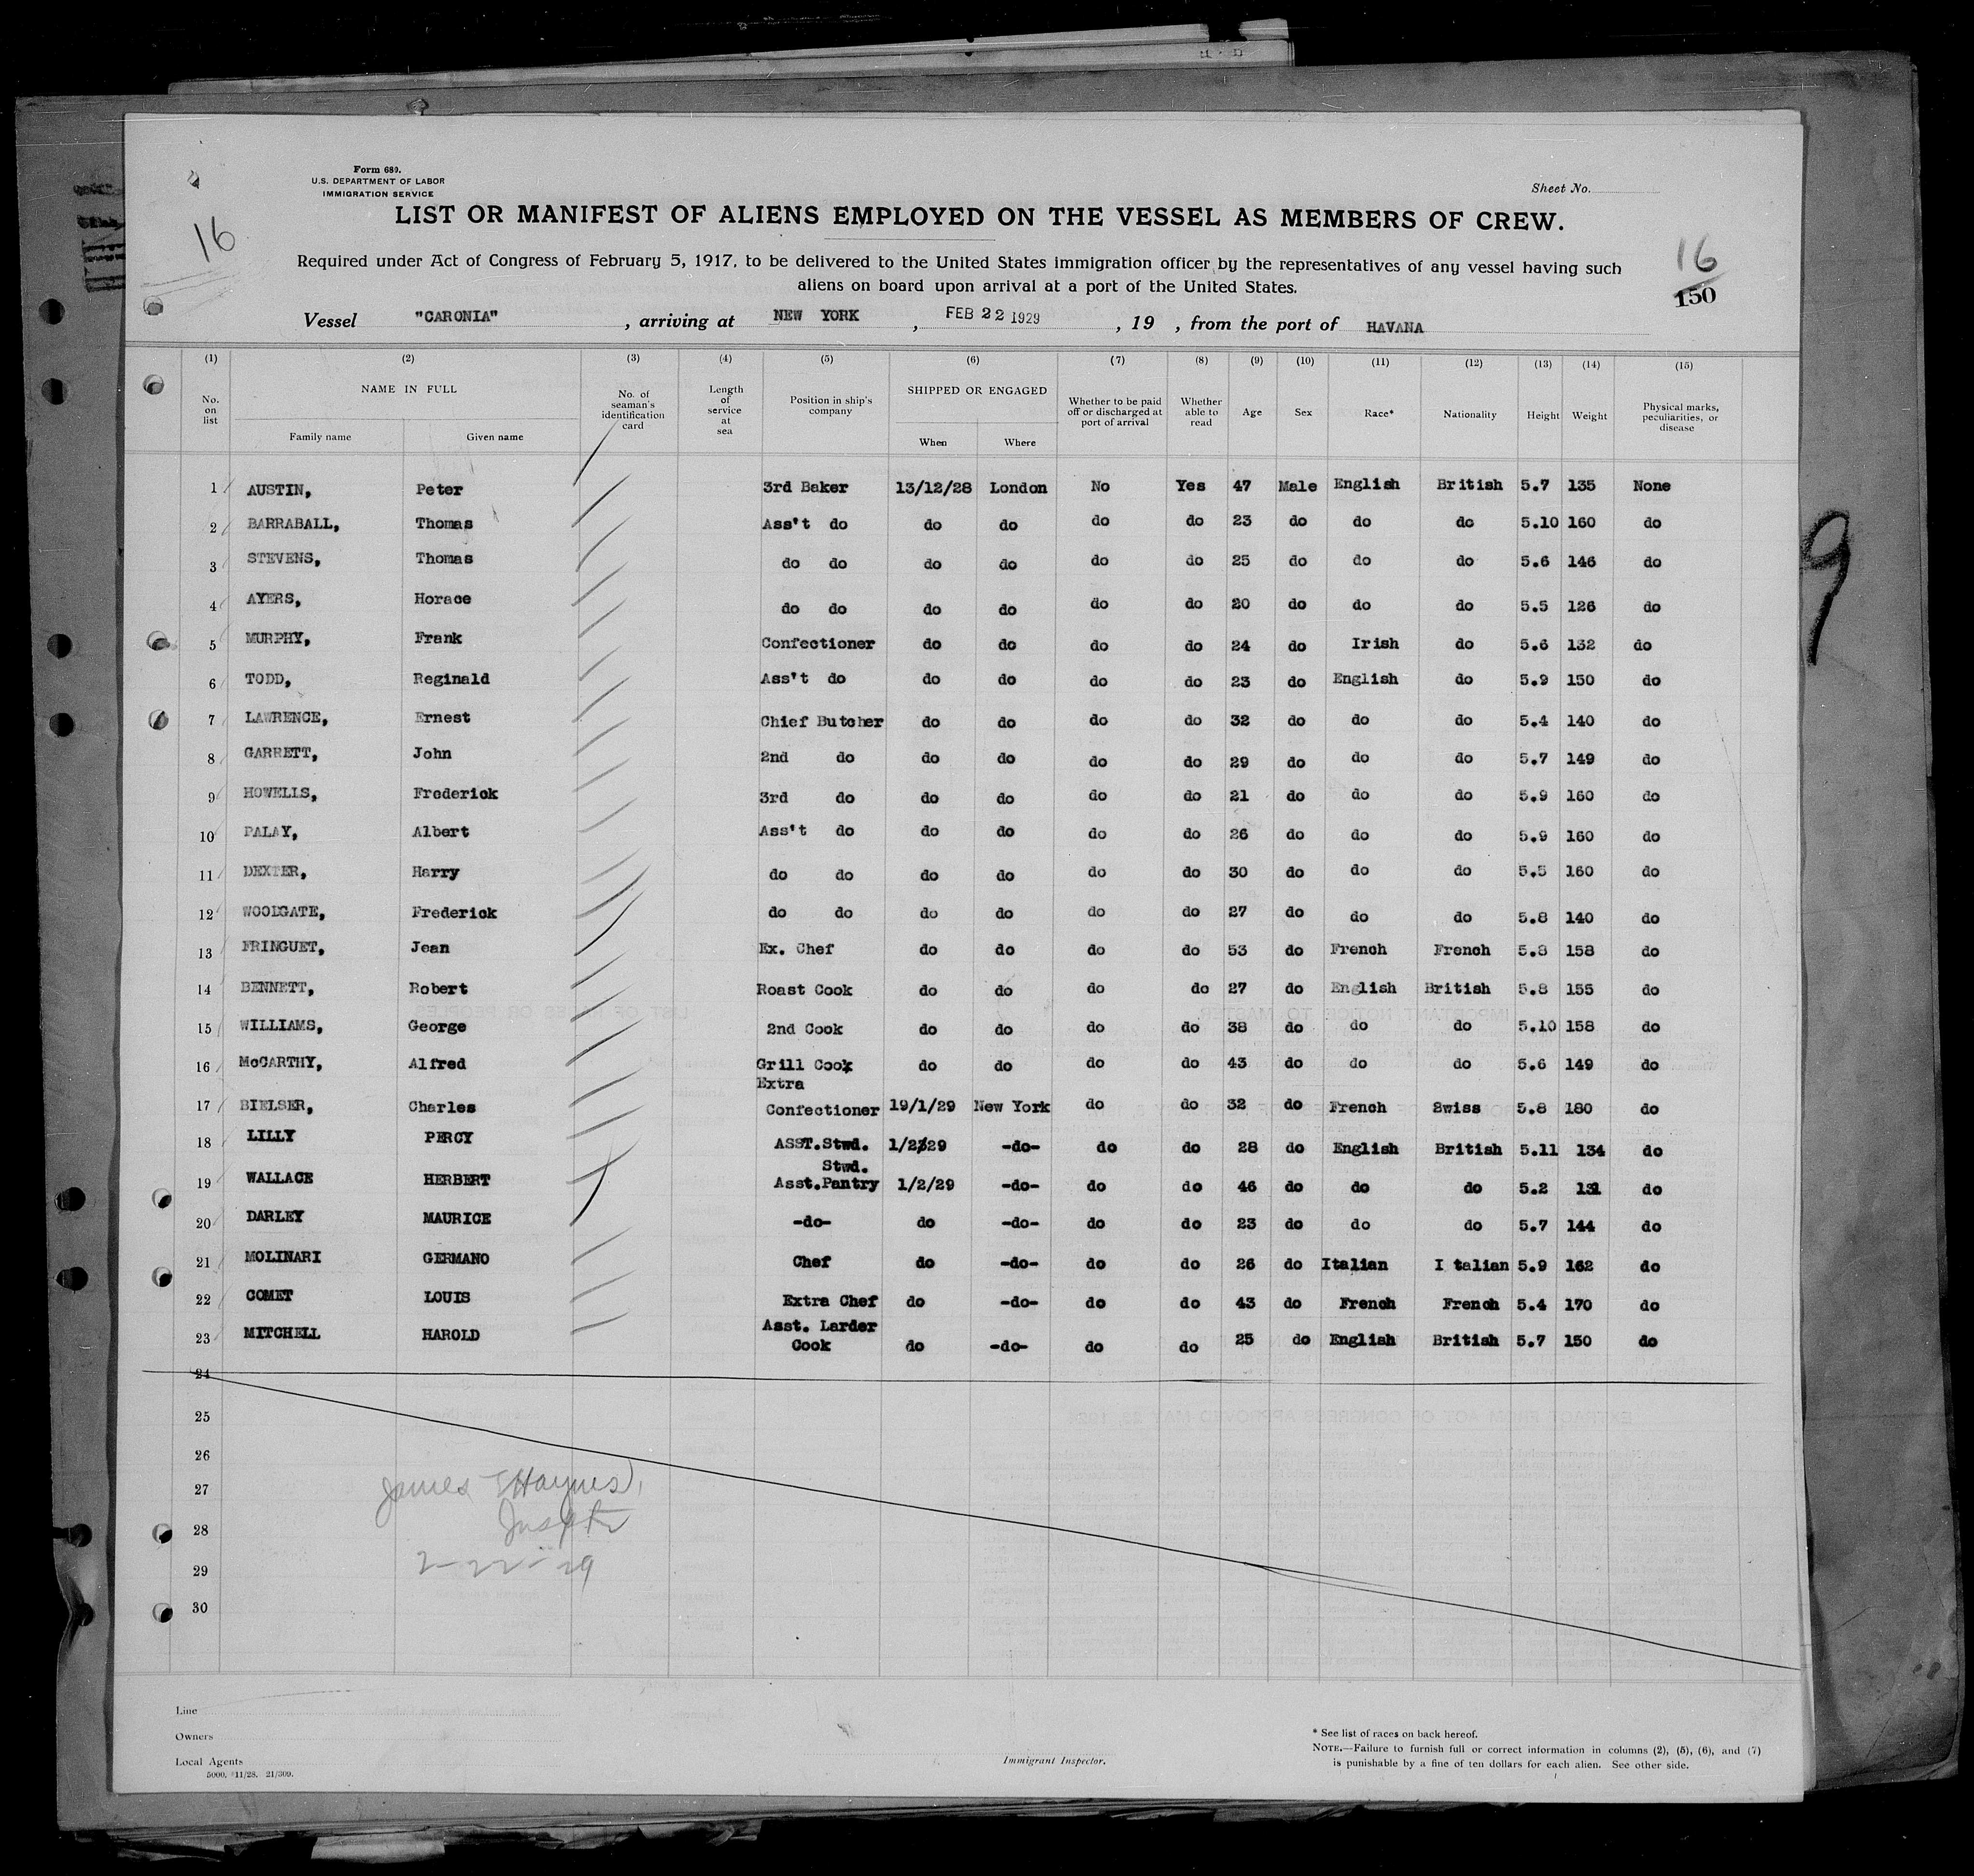 Form 689.
U.S. DEPARTMENT OF LABOR
IMMIGRATION SERVICE
Sheet No.
16
LIST OR MANIFEST OF ALIENS EMPLOYED ON THE VESSEL AS MEMBERS OF CREW.
Required under Act of Congress of February 5, 1917, to be delivered to the United States immigration officer by the representatives of any vessel having such
aliens on board upon arrival at a port of the United States.
16
150
Vessel "CARONIA", arriving at NEW YORK, FEB 22 1929, 19 , from the port of HAVANA
(1) (2) (3) (4) (5) (6) (7) (8) (9) (10) (11) (12) (13) (14) (15)
No. on list NAME IN FULL Family name Given name No. of seaman's identification card Length of service at sea Position in ship's company SHIPPED OR ENGAGED When Where Whether to be paid off or discharged at port of arrival Whether able to read Age Sex Race* Nationality Height Weight Physical marks, peculiarities, or disease
1 AUSTIN, Peter 3rd Baker 13/12/28 London No Yes 47 Male English British 5.7 135 None
2 BARRABALL, Thomas Ass't do do do do do 23 do do do 5.10 160 do
3 STEVENS, Thomas do do do do do do 25 do do do 5.6 146 do
4 AYERS, Horace do do do do do do 20 do do do 5.5 126 do
5 MURPHY, Frank Confectioner do do do do 24 do Irish do 5.6 132 do
6 TODD, Reginald Ass't do do do do do 23 do English do 5.9 150 do
7 LAWRENCE, Ernest Chief Butcher do do do do 32 do do do 5.4 140 do
8 GARRETT, John 2nd do do do do do 29 do do do 5.7 149 do
9 HOWELLS, Frederick 3rd do do do do do 21 do do do 5.9 160 do
10 PALAY, Albert Ass't do do do do do 26 do do do 5.9 160 do
11 DEXTER, Harry do do do do do do 30 do do do 5.5 160 do
12 WOODGATE, Frederick do do do do do do 27 do do do 5.8 140 do
13 FRINGUET, Jean Ex. Chef do do do do 53 do French French 5.8 158 do
14 BENNETT, Robert Roast Cook do do do do 27 do English British 5.8 155 do
15 WILLIAMS, George 2nd Cook do do do do 38 do do do 5.10 158 do
16 McCARTHY, Alfred Grill Cook do do do do 43 do do do 5.6 149 do
Extra
17 BIELSER, Charles Confectioner 19/1/29 New York do do 32 do French Swiss 5.8 180 do
18 LILLY PERCY ASST.Stwd. 1/2/29 -do- do do 28 do English British 5.11 134 do
Stwd.
19 WALLACE HERBERT Asst.Pantry 1/2/29 -do- do do 46 do do do 5.2 131 do
20 DARLEY MAURICE -do- do -do- do do 23 do do do 5.7 144 do
21 MOLINARI GERMANO Chef do -do- do do 26 do Italian I talian 5.9 162 do
22 COMET LOUIS Extra Chef do -do- do do 43 do French French 5.4 170 do
Asst. Larder
23 MITCHELL HAROLD Cook do -do- do do 25 do English British 5.7 150 do
24
25
26
27
28
29
30
James T Haynes,
Inspctr
2-22-29
9
Line
Owners
Local Agents
5000. 11/28. 21/309.
Immigrant Inspector.
* See list of races on back hereof.
NOTE.—Failure to furnish full or correct information in columns (2), (5), (6), and (7)
is punishable by a fine of ten dollars for each alien. See other side.